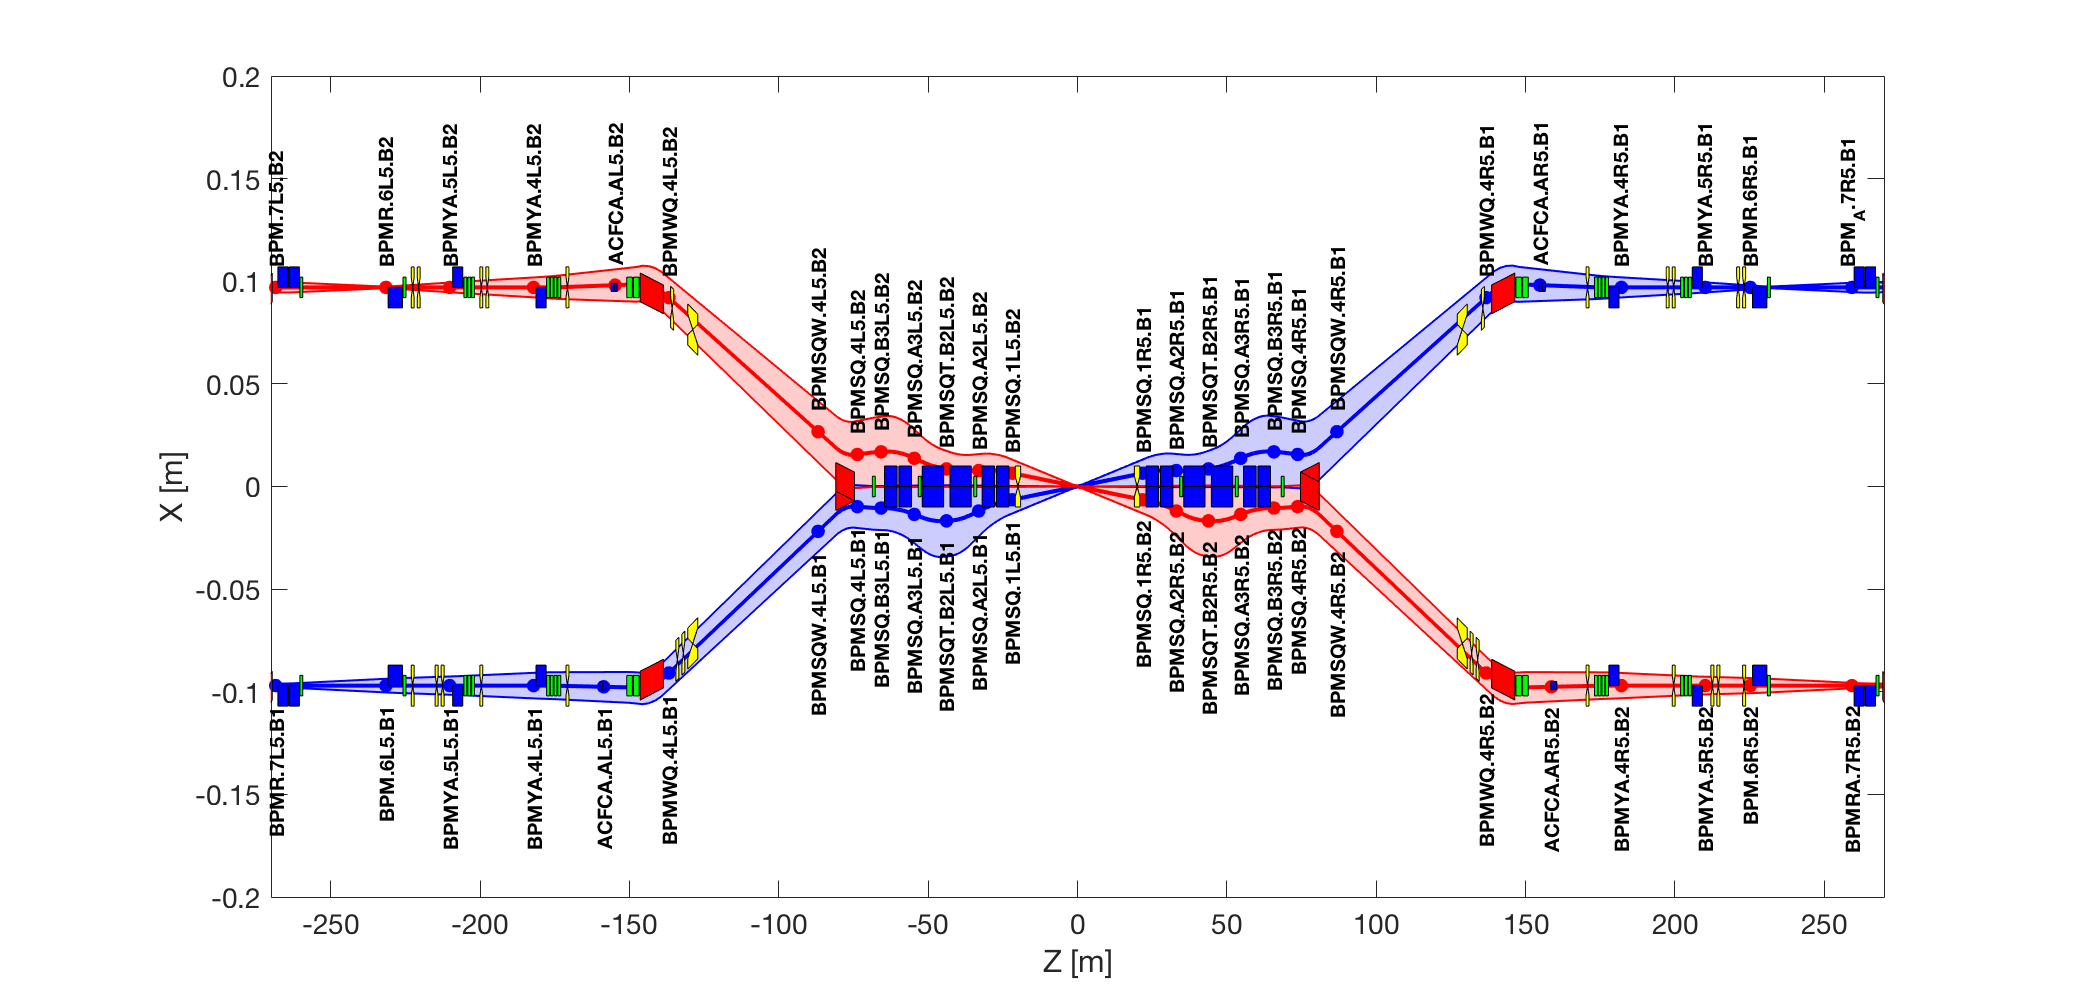 0.2
0.15
0.1
0.05
0
-0.05
-0.1
-0.15
-0.2
X [m]
BPM.7L5.B2
BPMR.6L5.B2
BPMYA.5L5.B2
BPMYA.4L5.B2
ACFCA.AL5.B2
BPMWQ.4L5.B2
BPMSQW.4L5.B2
BPMSQ.4L5.B2
BPMSQ.B3L5.B2
BPMSQ.A3L5.B2
BPMSQT.B2L5.B2
BPMSQ.A2L5.B2
BPMSQ.1L5.B2
BPMSQ.1R5.B1
BPMSQ.A2R5.B1
BPMSQT.B2R5.B1
BPMSQ.A3R5.B1
BPMSQ.B3R5.B1
BPMSQ.4R5.B1
BPMSQW.4R5.B1
BPMWQ.4R5.B1
ACFCA.AR5.B1
BPMYA.4R5.B1
BPMYA.5R5.B1
BPMR.6R5.B1
BPM_A.7R5.B1
BPMR.7L5.B1
BPM.6L5.B1
BPMYA.5L5.B1
BPMYA.4L5.B1
ACFCA.AL5.B1
BPMWQ.4L5.B1
BPMSQW.4L5.B1
BPMSQ.4L5.B1
BPMSQ.B3L5.B1
BPMSQ.A3L5.B1
BPMSQT.B2L5.B1
BPMSQ.A2L5.B1
BPMSQ.1L5.B1
BPMSQ.1R5.B2
BPMSQ.A2R5.B2
BPMSQT.B2R5.B2
BPMSQ.A3R5.B2
BPMSQ.B3R5.B2
BPMSQ.4R5.B2
BPMSQW.4R5.B2
BPMWQ.4R5.B2
ACFCA.AR5.B2
BPMYA.4R5.B2
BPMYA.5R5.B2
BPM.6R5.B2
BPMRA.7R5.B2
-250 -200 -150 -100 -50 0 50 100 150 200 250
Z [m]